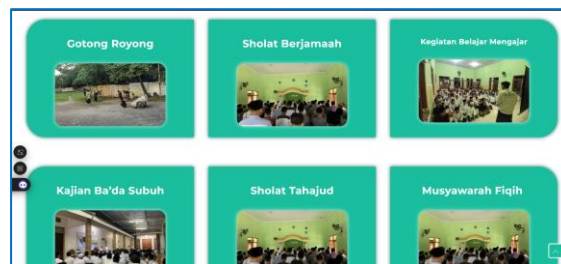 Gotong Royong
Sholat Berjamaah
Kegiatan Belajar Mengajar
Kajian Ba'da Subuh
Sholat Tahajud
Musyawarah Fiqih